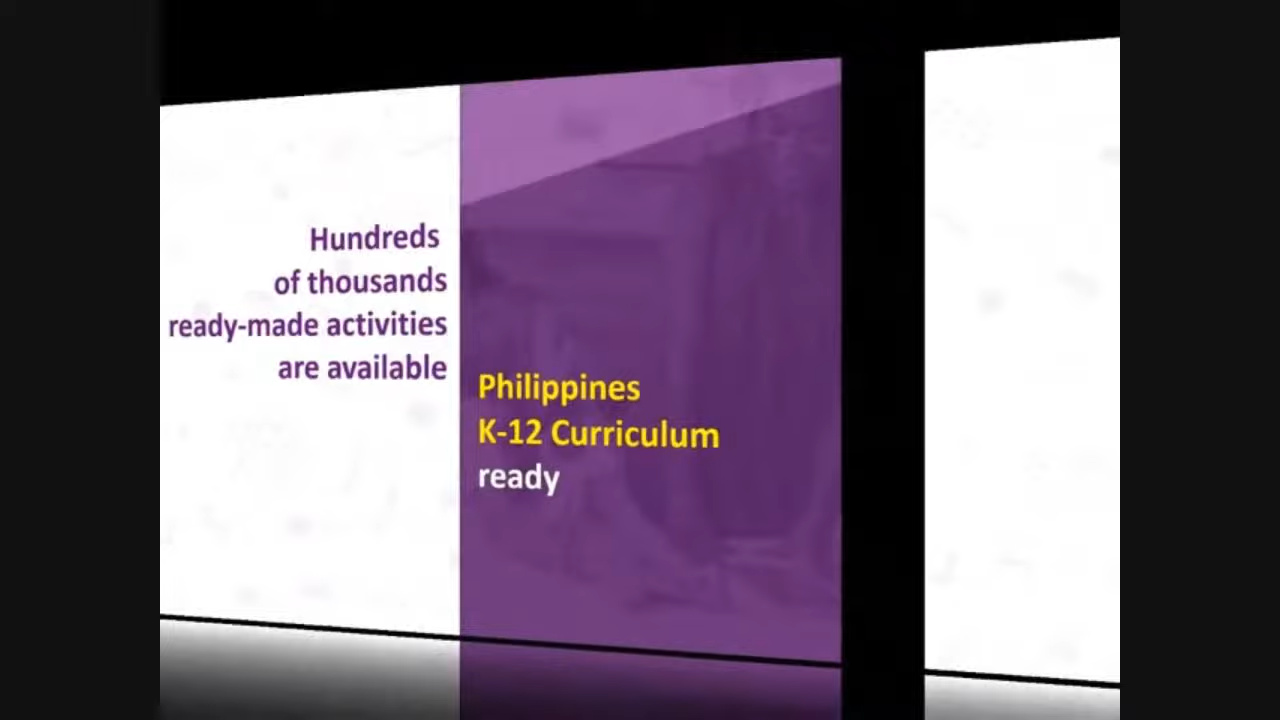 Hundreds
of thousands
ready-made activities
are available
Philippines
K-12 Curriculum
ready